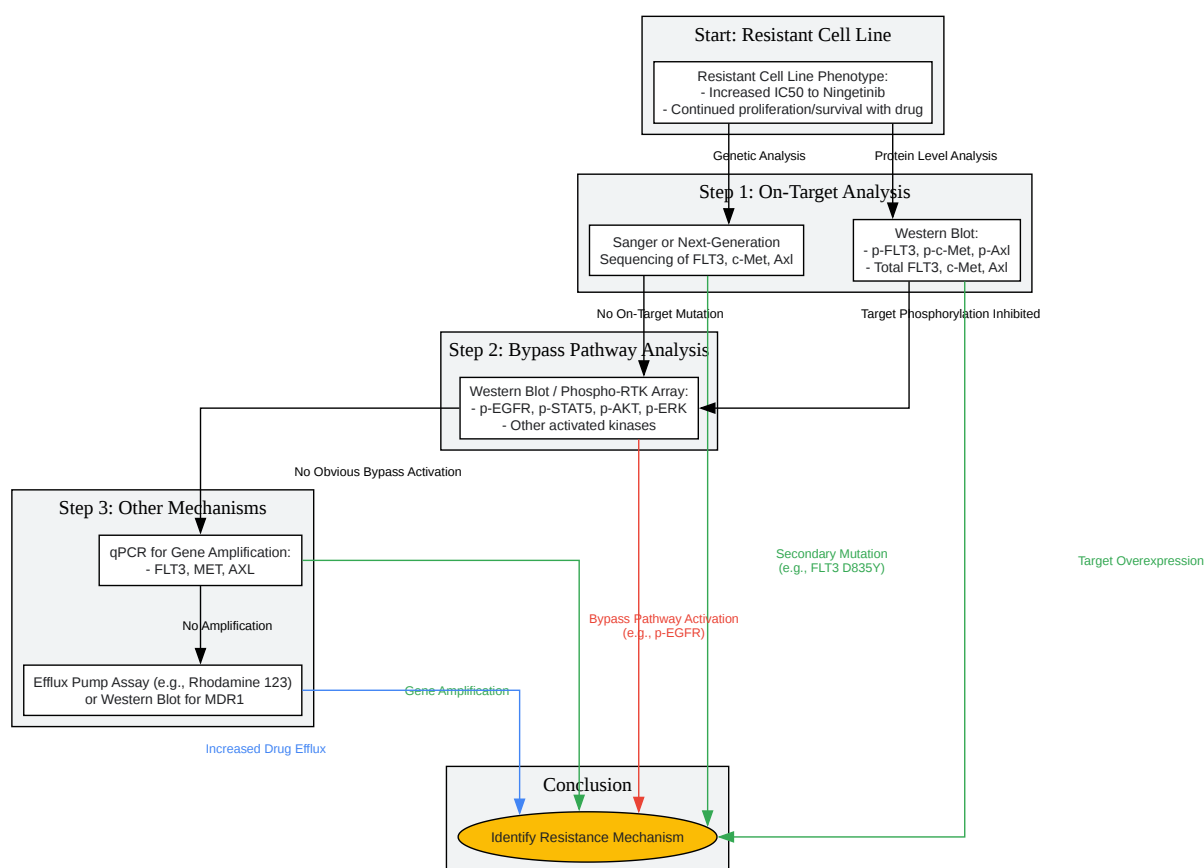 Start: Resistant Cell Line
Resistant Cell Line Phenotype:
- Increased IC50 to Ningetinib
- Continued proliferation/survival with drug
Genetic Analysis
Protein Level Analysis
Step 1: On-Target Analysis
Sanger or Next-Generation
Sequencing of FLT3, c-Met, Axl
Western Blot:
- p-FLT3, p-c-Met, p-Axl
- Total FLT3, c-Met, Axl
No On-Target Mutation
Target Phosphorylation Inhibited
Step 2: Bypass Pathway Analysis
Western Blot / Phospho-RTK Array:
- p-EGFR, p-STAT5, p-AKT, p-ERK
- Other activated kinases
No Obvious Bypass Activation
Step 3: Other Mechanisms
qPCR for Gene Amplification:
- FLT3, MET, AXL
Secondary Mutation
(e.g., FLT3 D835Y)
Target Overexpression
No Amplification
Bypass Pathway Activation
(e.g., p-EGFR)
Efflux Pump Assay (e.g., Rhodamine 123)
or Western Blot for MDR1
Gene Amplification
Increased Drug Efflux
Conclusion
Identify Resistance Mechanism